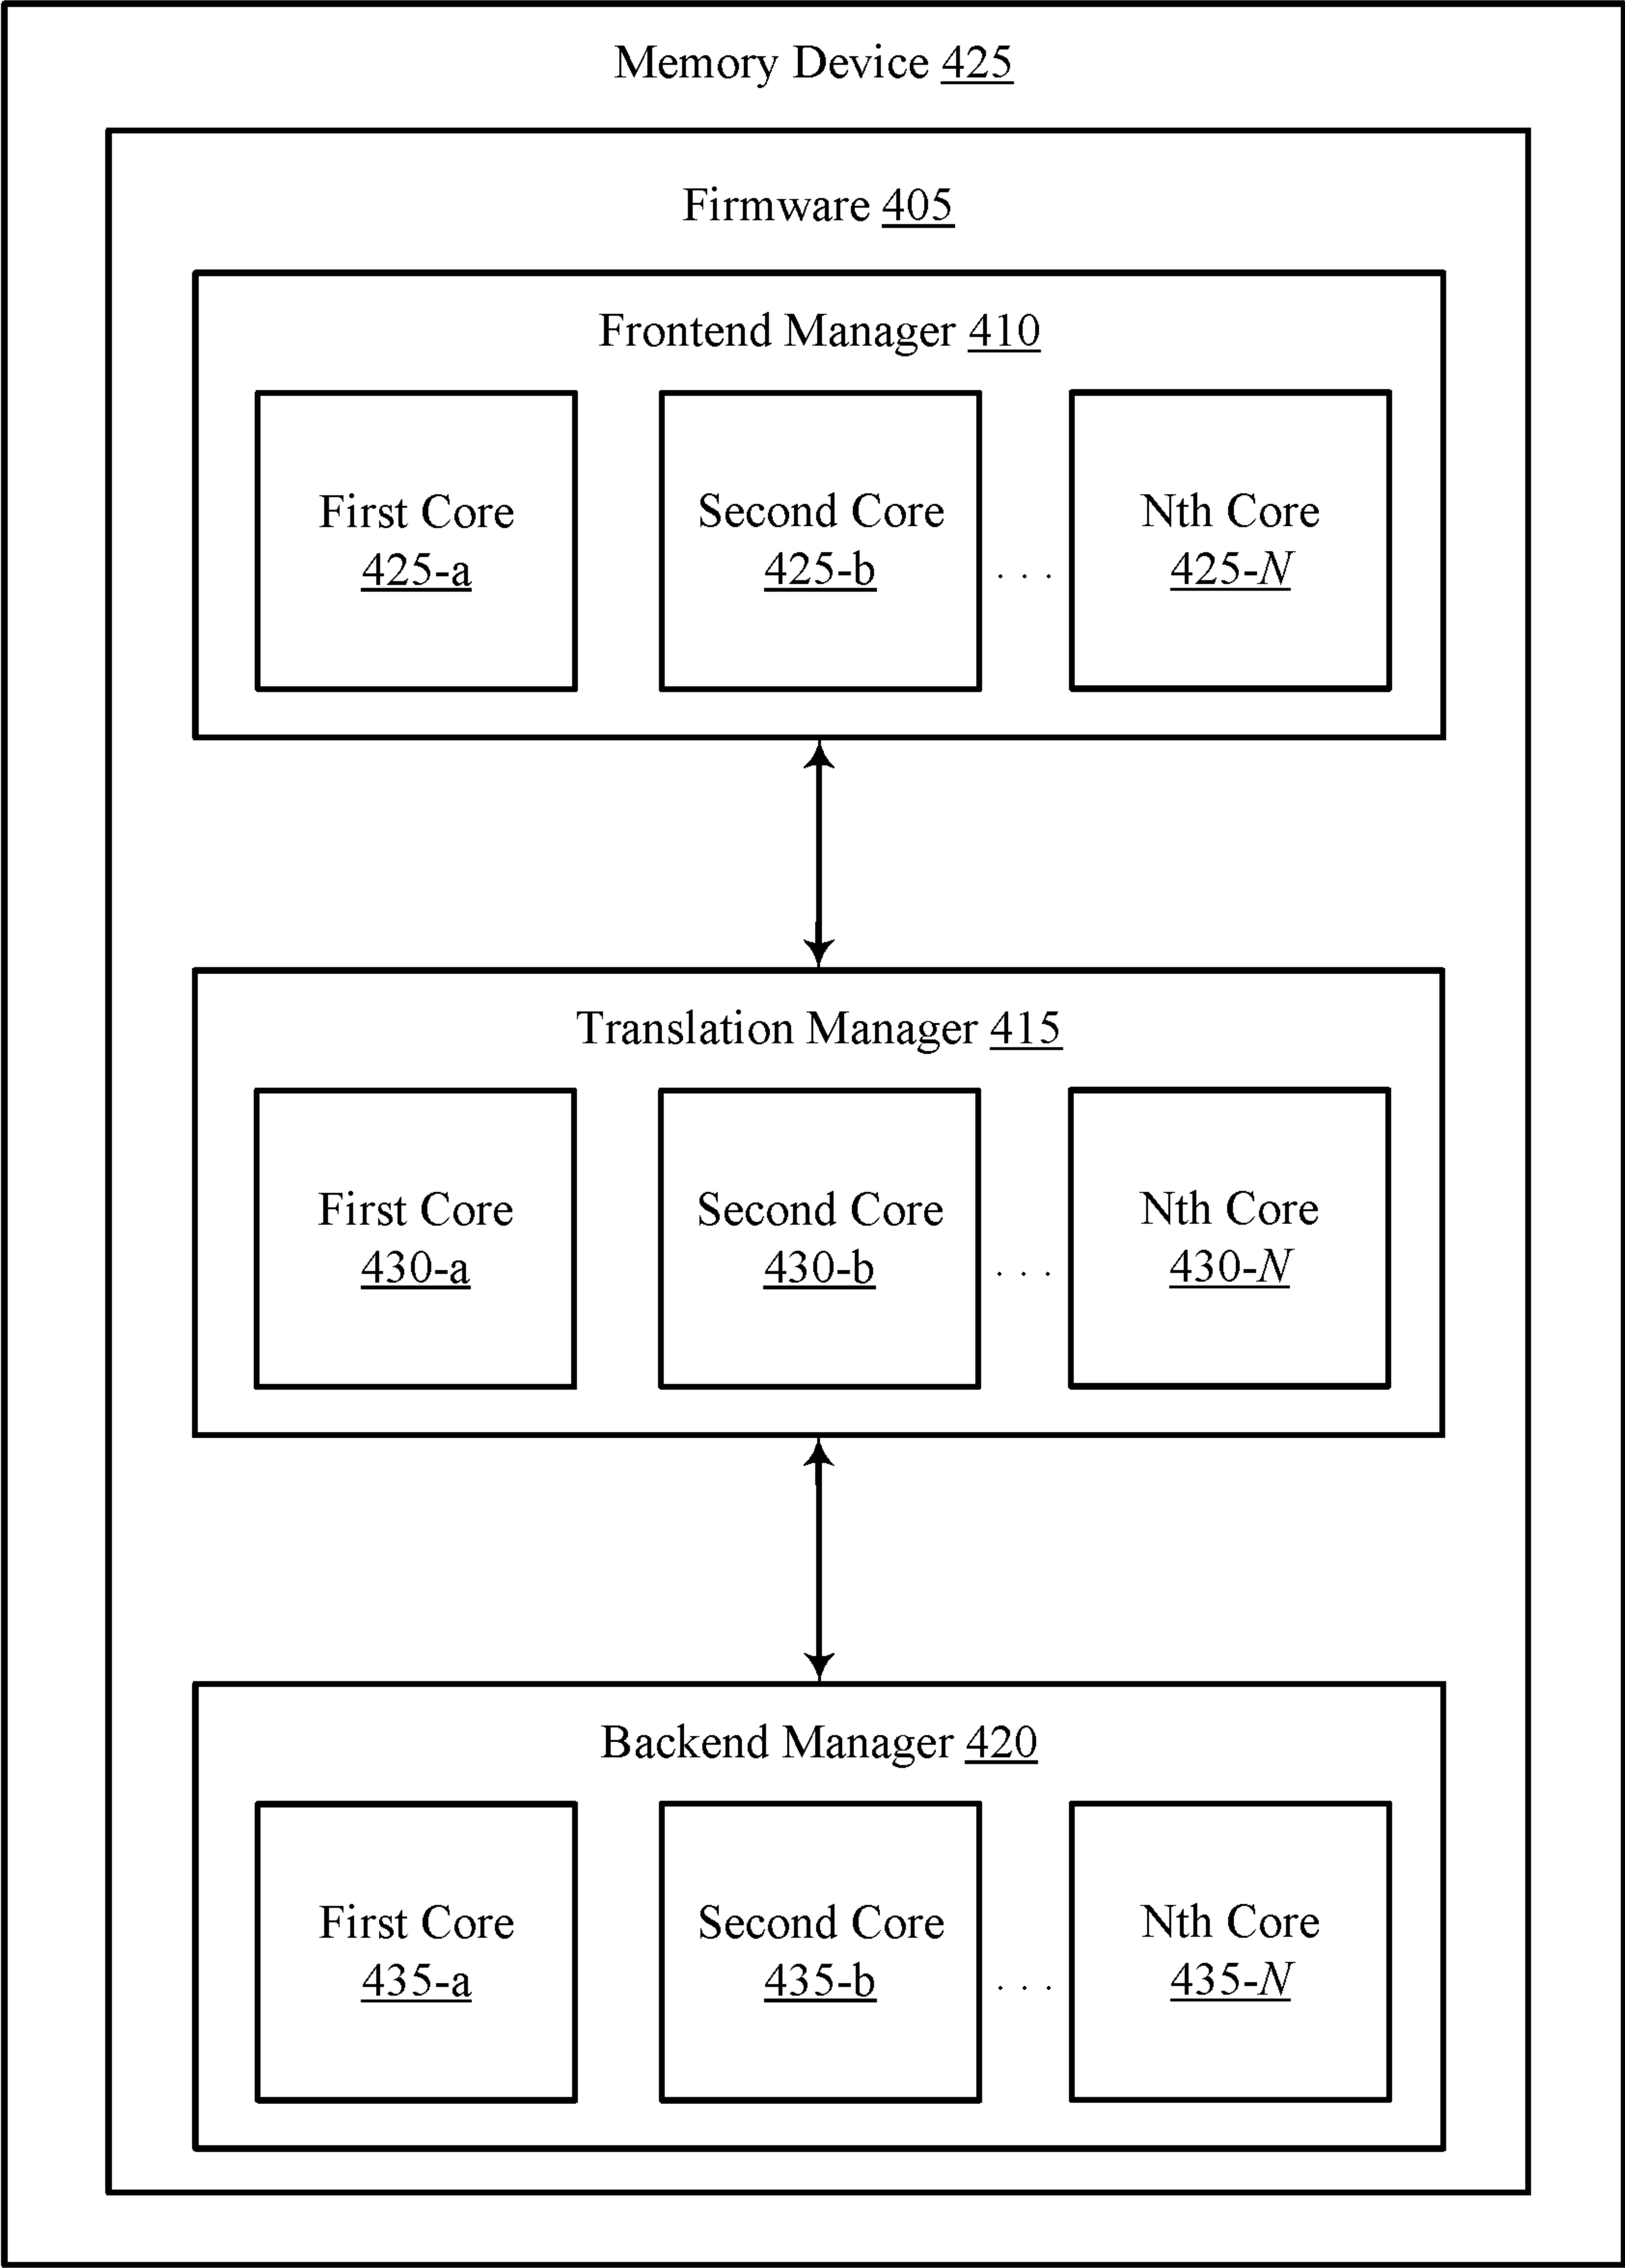 Memory Device 425
Firmware 405
Frontend Manager 410
First Core
425-a
Second Core
425-b
. . .
Nth Core
425-N
Translation Manager 415
First Core
430-a
Second Core
430-b
. . .
Nth Core
430-N
Backend Manager 420
First Core
435-a
Second Core
435-b
. . .
Nth Core
435-N